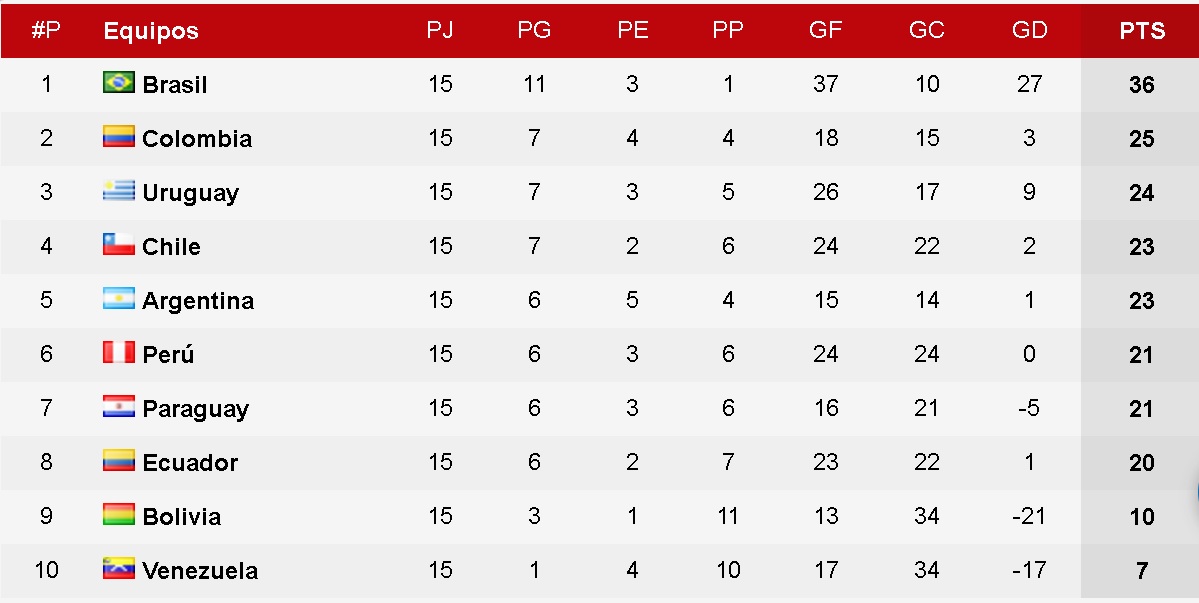 #P Equipos PJ PG PE PP GF GC GD PTS
1 Brasil 15 11 3 1 37 10 27 36
2 Colombia 15 7 4 4 18 15 3 25
3 Uruguay 15 7 3 5 26 17 9 24
4 Chile 15 7 2 6 24 22 2 23
5 Argentina 15 6 5 4 15 14 1 23
6 Perú 15 6 3 6 24 24 0 21
7 Paraguay 15 6 3 6 16 21 -5 21
8 Ecuador 15 6 2 7 23 22 1 20
9 Bolivia 15 3 1 11 13 34 -21 10
10 Venezuela 15 1 4 10 17 34 -17 7